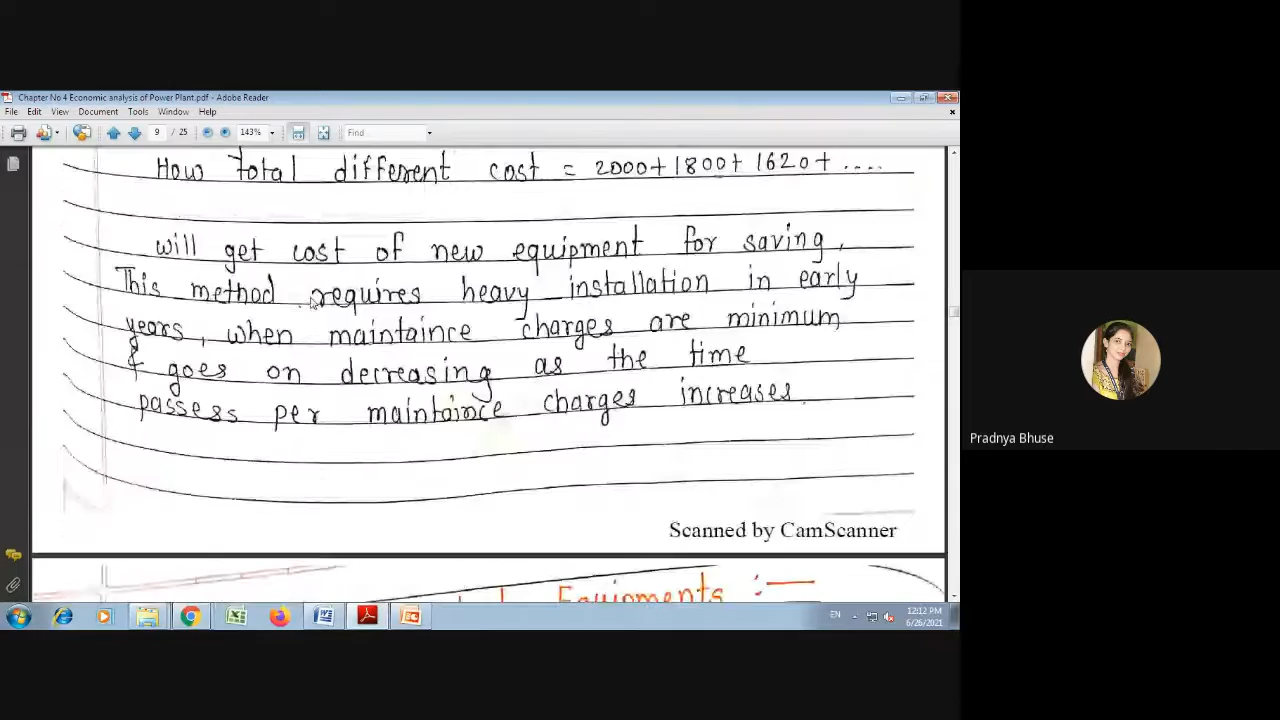 Chapter No 4 Economic analysis of Power Plant.pdf - Adobe Reader
File Edit View Document Tools Window Help
9 / 25 143% Find
How total different cost = 2000+1800+1620+....
will get cost of new equipment for saving,
This method requires heavy installation in early
years, when maintaince charges are minimum
& goes on decreasing as the time
passess per maintaince charges increases.
Scanned by CamScanner
Equipments :—
Pradnya Bhuse
EN
12:12 PM
6/26/2021